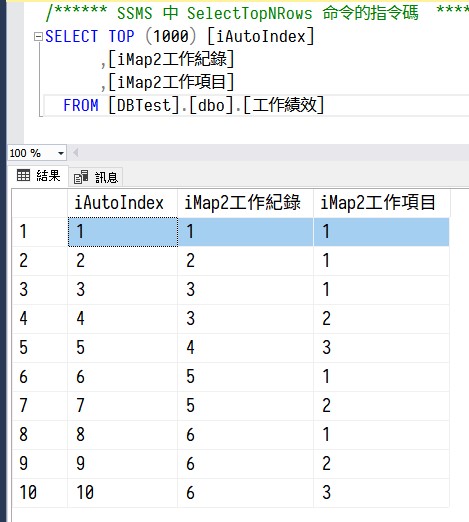 /****** SSMS 中 SelectTopNRows 命令的指令碼 ****
SELECT TOP (1000) [iAutoIndex]
,[iMap2工作紀錄]
,[iMap2工作項目]
FROM [DBTest].[dbo].[工作績效]
100 %
結果 訊息
iAutoIndex iMap2工作紀錄 iMap2工作項目
1 1 1 1
2 2 2 1
3 3 3 1
4 4 3 2
5 5 4 3
6 6 5 1
7 7 5 2
8 8 6 1
9 9 6 2
10 10 6 3